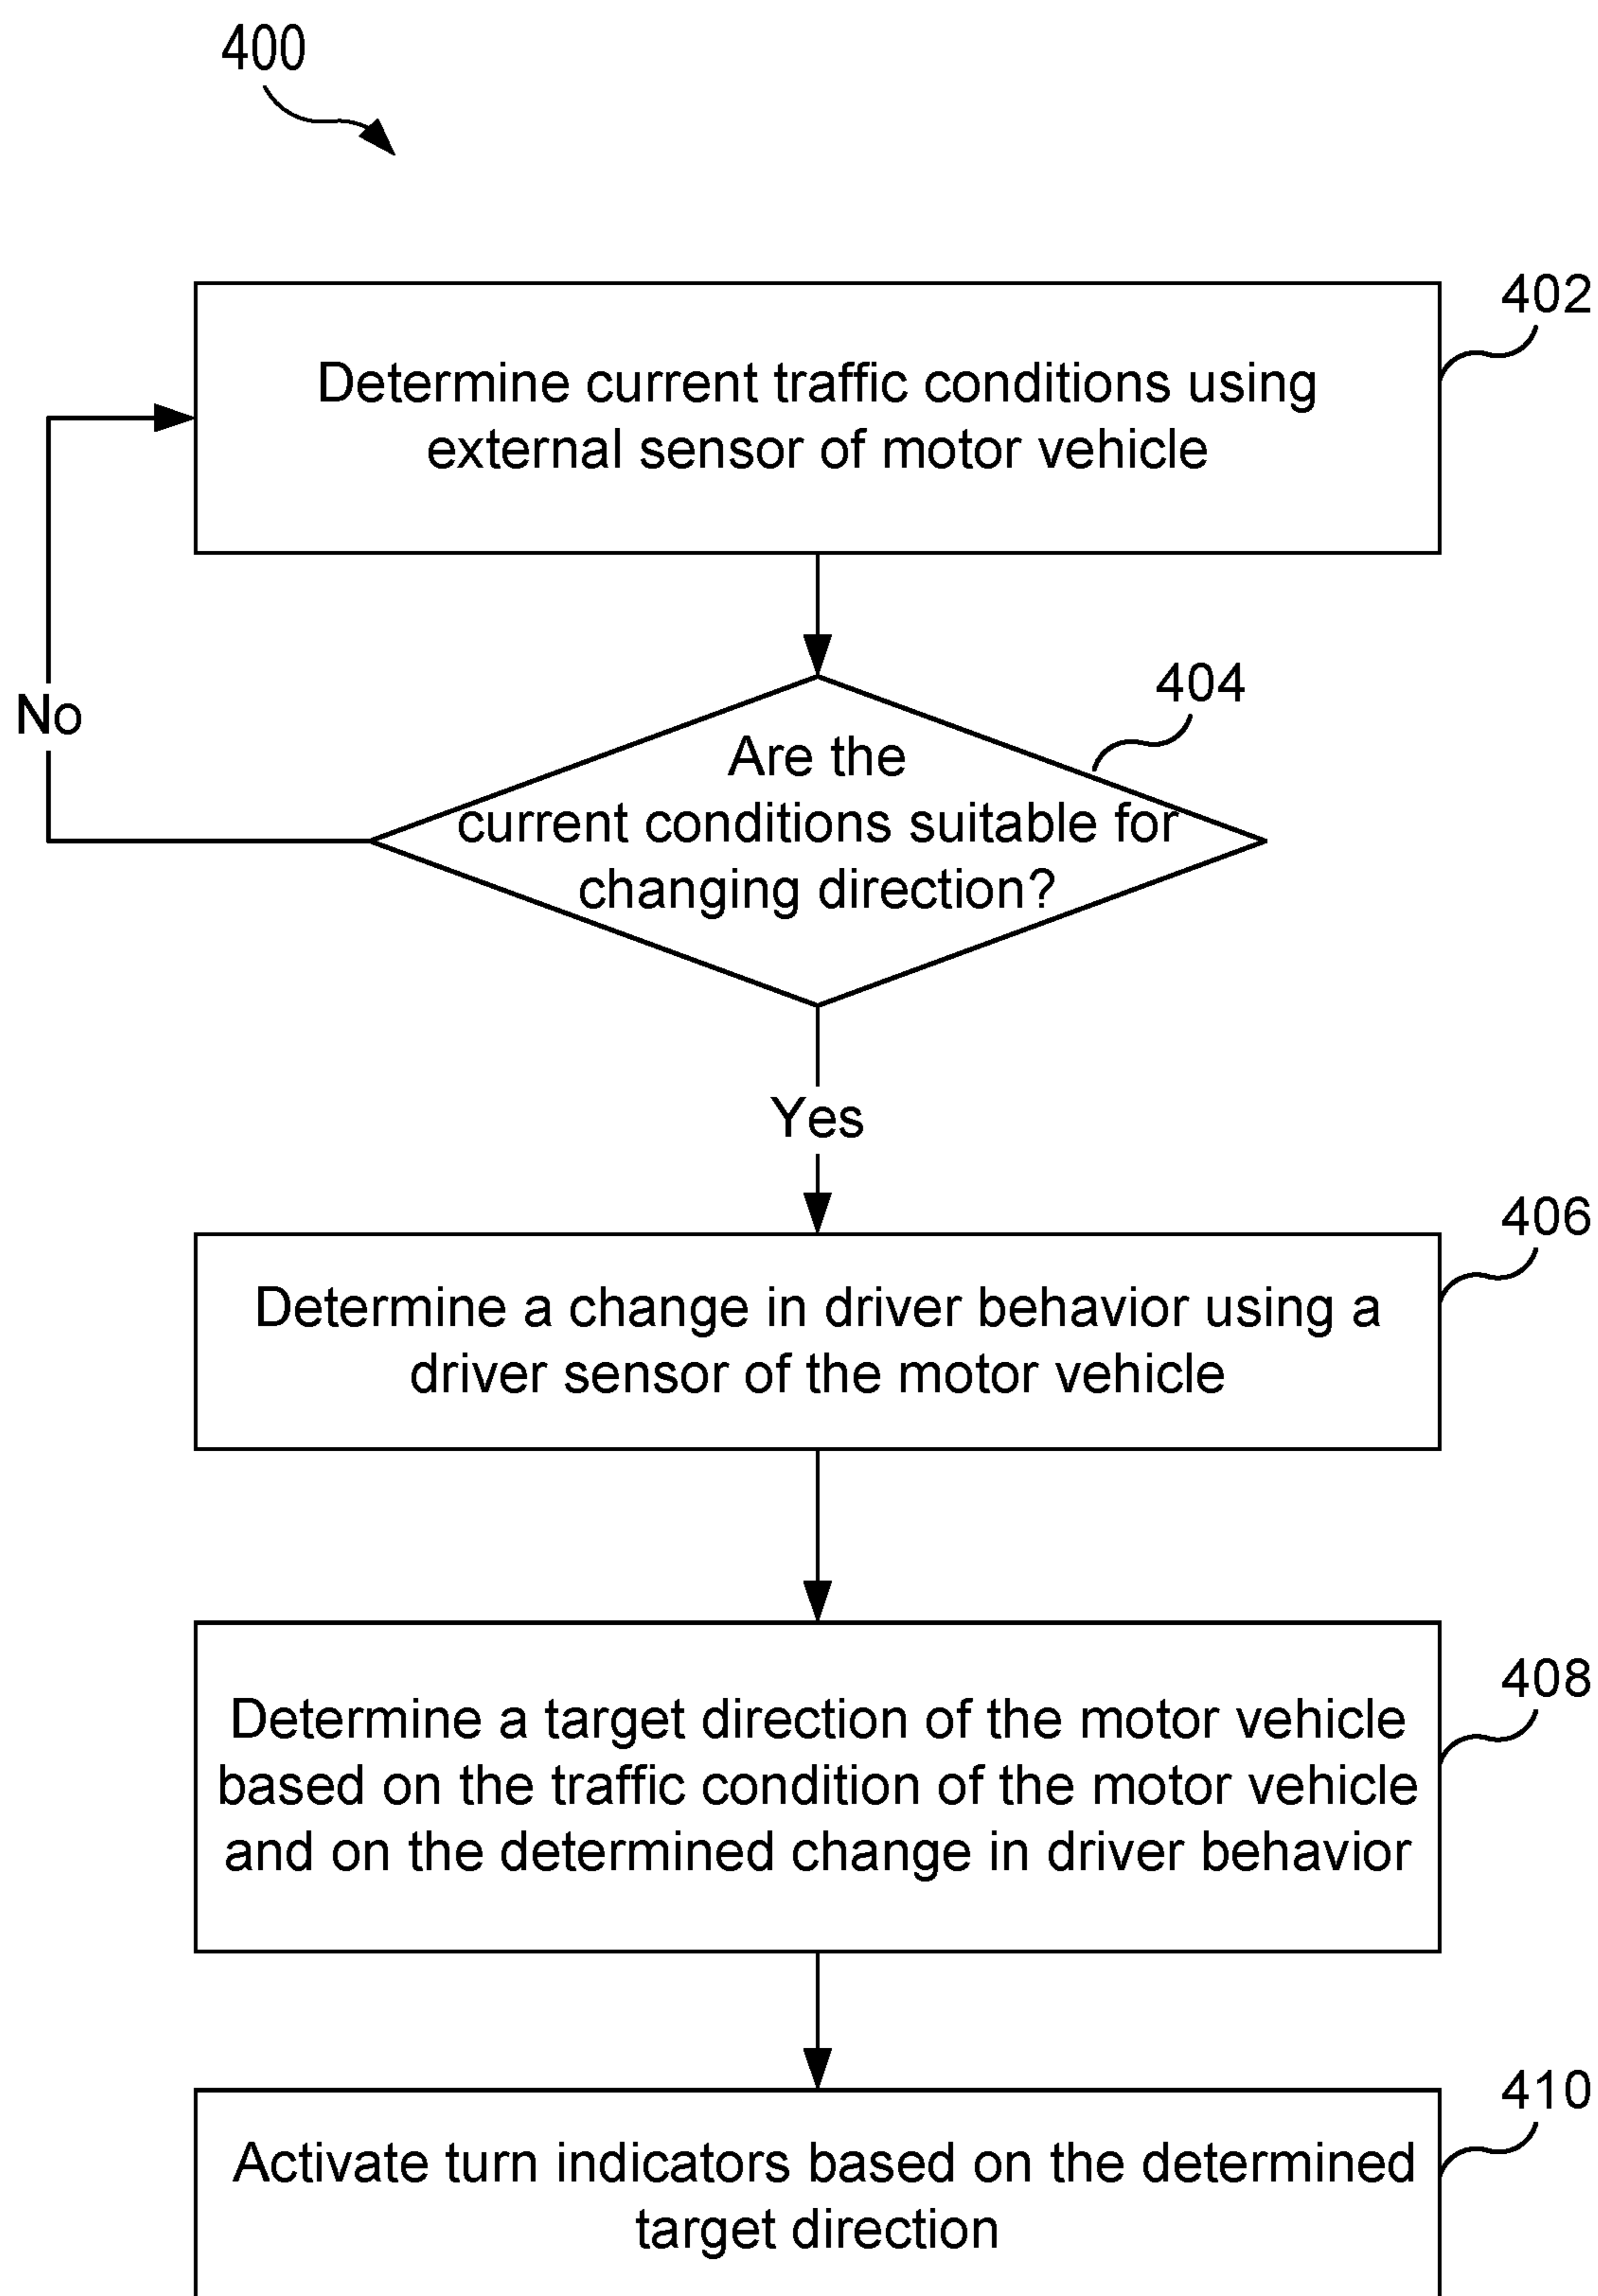 400
402
Determine current traffic conditions using
external sensor of motor vehicle
404
No
Are the
current conditions suitable for
changing direction?
Yes
406
Determine a change in driver behavior using a
driver sensor of the motor vehicle
408
Determine a target direction of the motor vehicle
based on the traffic condition of the motor vehicle
and on the determined change in driver behavior
410
Activate turn indicators based on the determined
target direction